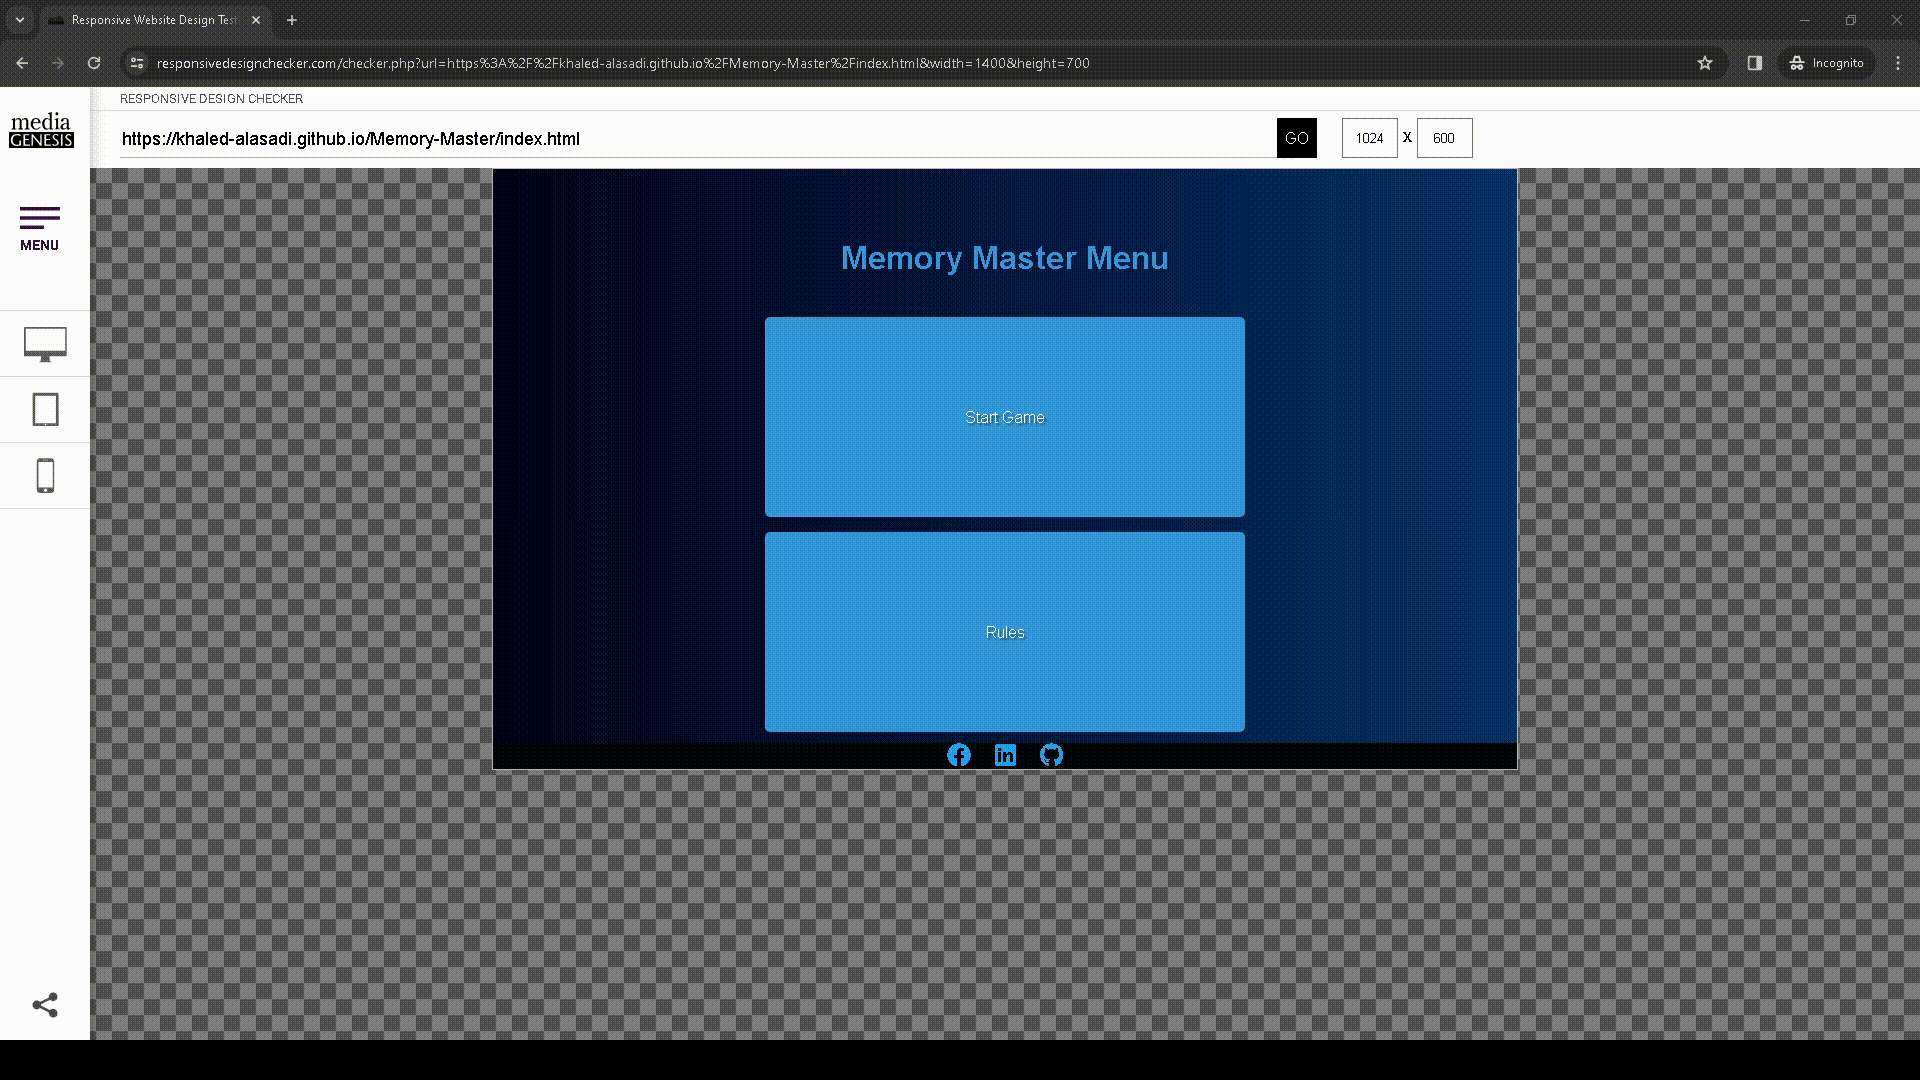 Responsive Website Design Test
responsivedesignchecker.com/checker.php?url=https%3A%2F%2Fkhaled-alasadi.github.io%2FMemory-Master%2Findex.html&width=1400&height=700
Incognito
RESPONSIVE DESIGN CHECKER
media
GENESIS
https://khaled-alasadi.github.io/Memory-Master/index.html
GO
1024 X 600
MENU
Memory Master Menu
Start Game
Rules